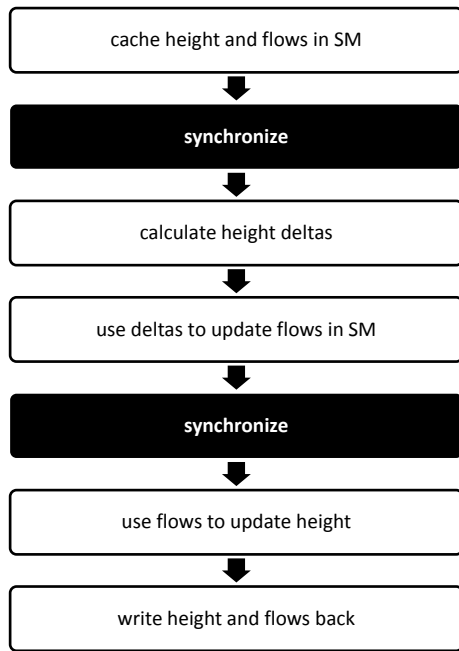 cache height and flows in SM
synchronize
calculate height deltas
use deltas to update flows in SM
synchronize
use flows to update height
write height and flows back